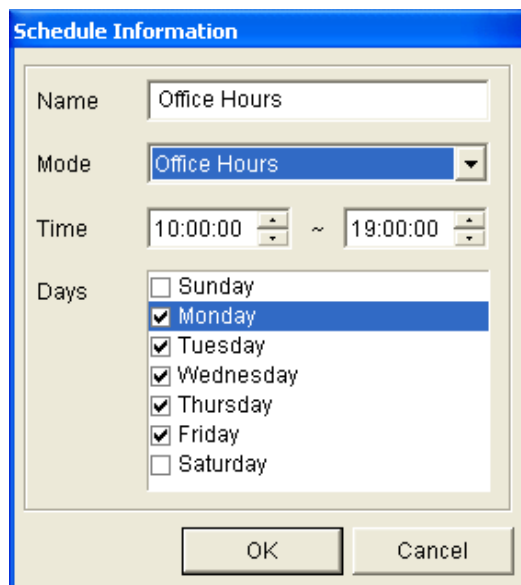 Schedule Information
Name Office Hours
Mode Office Hours
Time 10:00:00 ~ 19:00:00
Days Sunday
Monday
Tuesday
Wednesday
Thursday
Friday
Saturday
OK Cancel